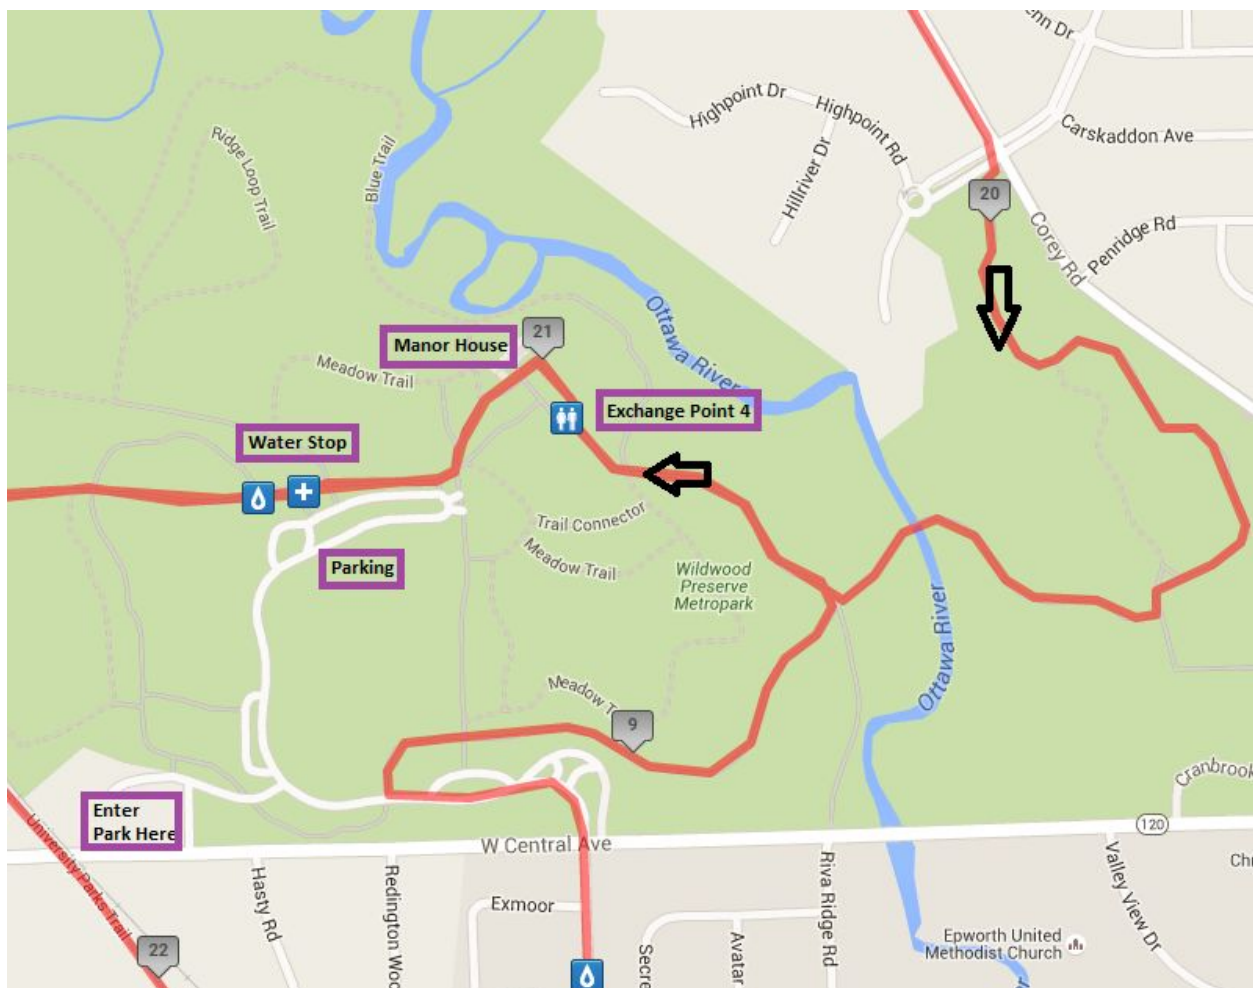 nn Dr
Highpoint Dr
Highpoint Rd
Carskaddon Ave
Ridge Loop Trail
Blue Trail
Hillriver Dr
20
Corey Rd
Penridge Rd
Ottawa River
21
Manor House
Meadow Trail
Exchange Point 4
Water Stop
Trail Connector
Meadow Trail
Parking
Wildwood
Preserve
Metropark
Ottawa River
Meadow T
9
Cranbrook
Enter
Park Here
120
W Central Ave
University Parks Trail
Hasty Rd
Redington Woo
Exmoor
Riva Ridge Rd
Valley View Dr
Chr
Secre
Avatar
Epworth United
Methodist Church
22